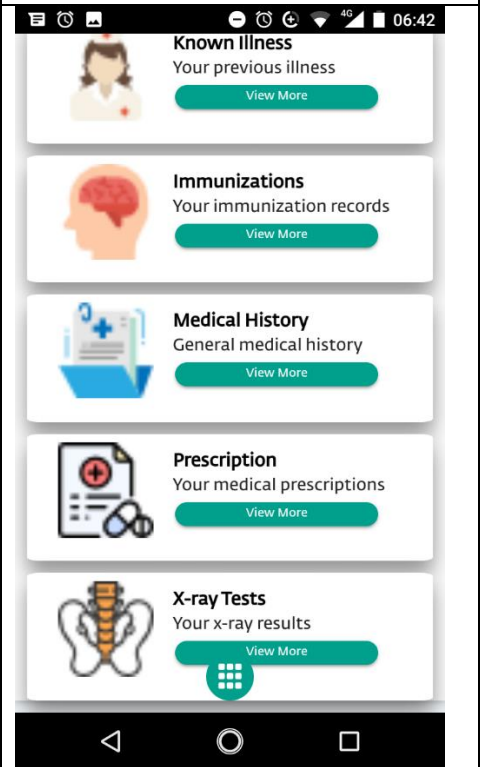 4G 06:42
Known Illness
Your previous illness
View More
Immunizations
Your immunization records
View More
Medical History
General medical history
View More
Prescription
Your medical prescriptions
View More
X-ray Tests
Your x-ray results
View More